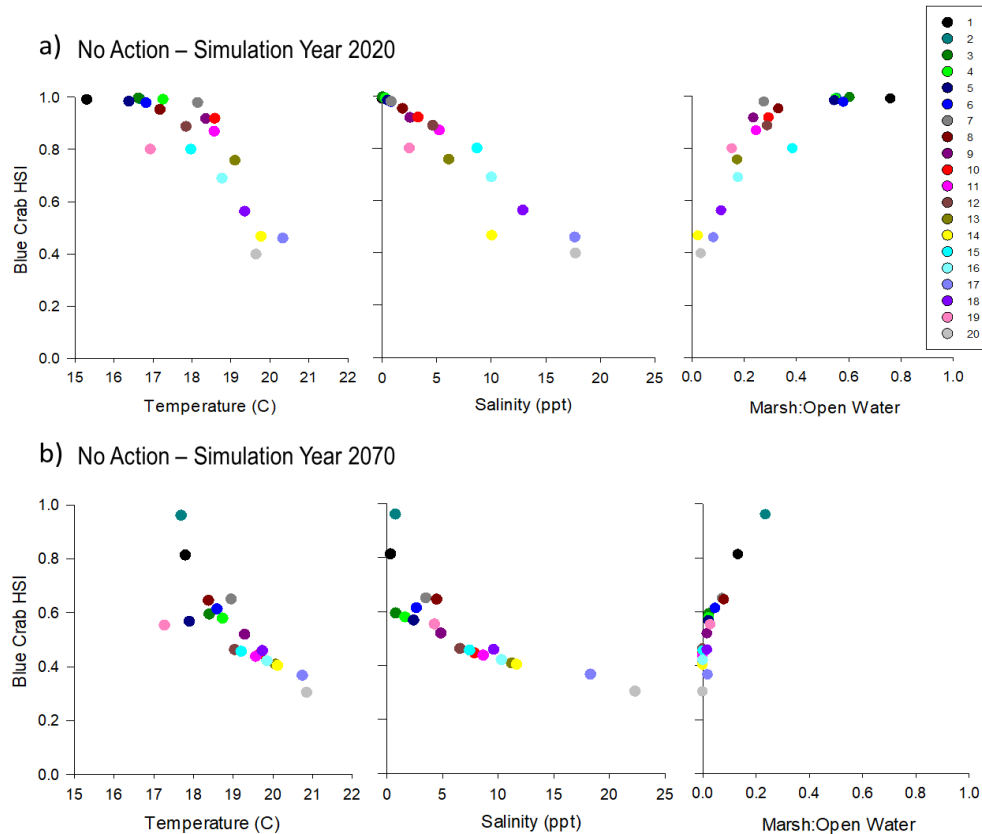 a) No Action – Simulation Year 2020
1
2
3
4
5
6
7
8
9
10
11
12
13
14
15
16
17
18
19
20
Blue Crab HSI
1.0
0.8
0.6
0.4
0.2
0.0
15 16 17 18 19 20 21 22
Temperature (C)
0 5 10 15 20 25
Salinity (ppt)
0.0 0.2 0.4 0.6 0.8 1.0
Marsh:Open Water
b) No Action – Simulation Year 2070
Blue Crab HSI
1.0
0.8
0.6
0.4
0.2
0.0
15 16 17 18 19 20 21 22
Temperature (C)
0 5 10 15 20 25
Salinity (ppt)
0.0 0.2 0.4 0.6 0.8 1.0
Marsh:Open Water